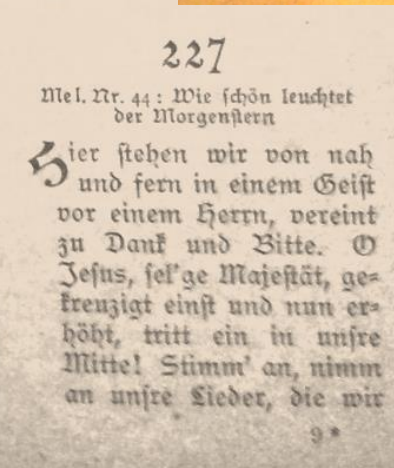 227
Mel. Nr. 44: Wie schön leuchtet
der Morgenstern
Hier stehen wir von nah
und fern in einem Geist
vor einem Herrn, vereint
zu Dank und Bitte. O
Jesus, sel'ge Majestät, ge=
kreuzigt einst und nun er=
höht, tritt ein in unsre
Mitte! Stimm' an, nimm
an unsre Lieder, die wir
9*